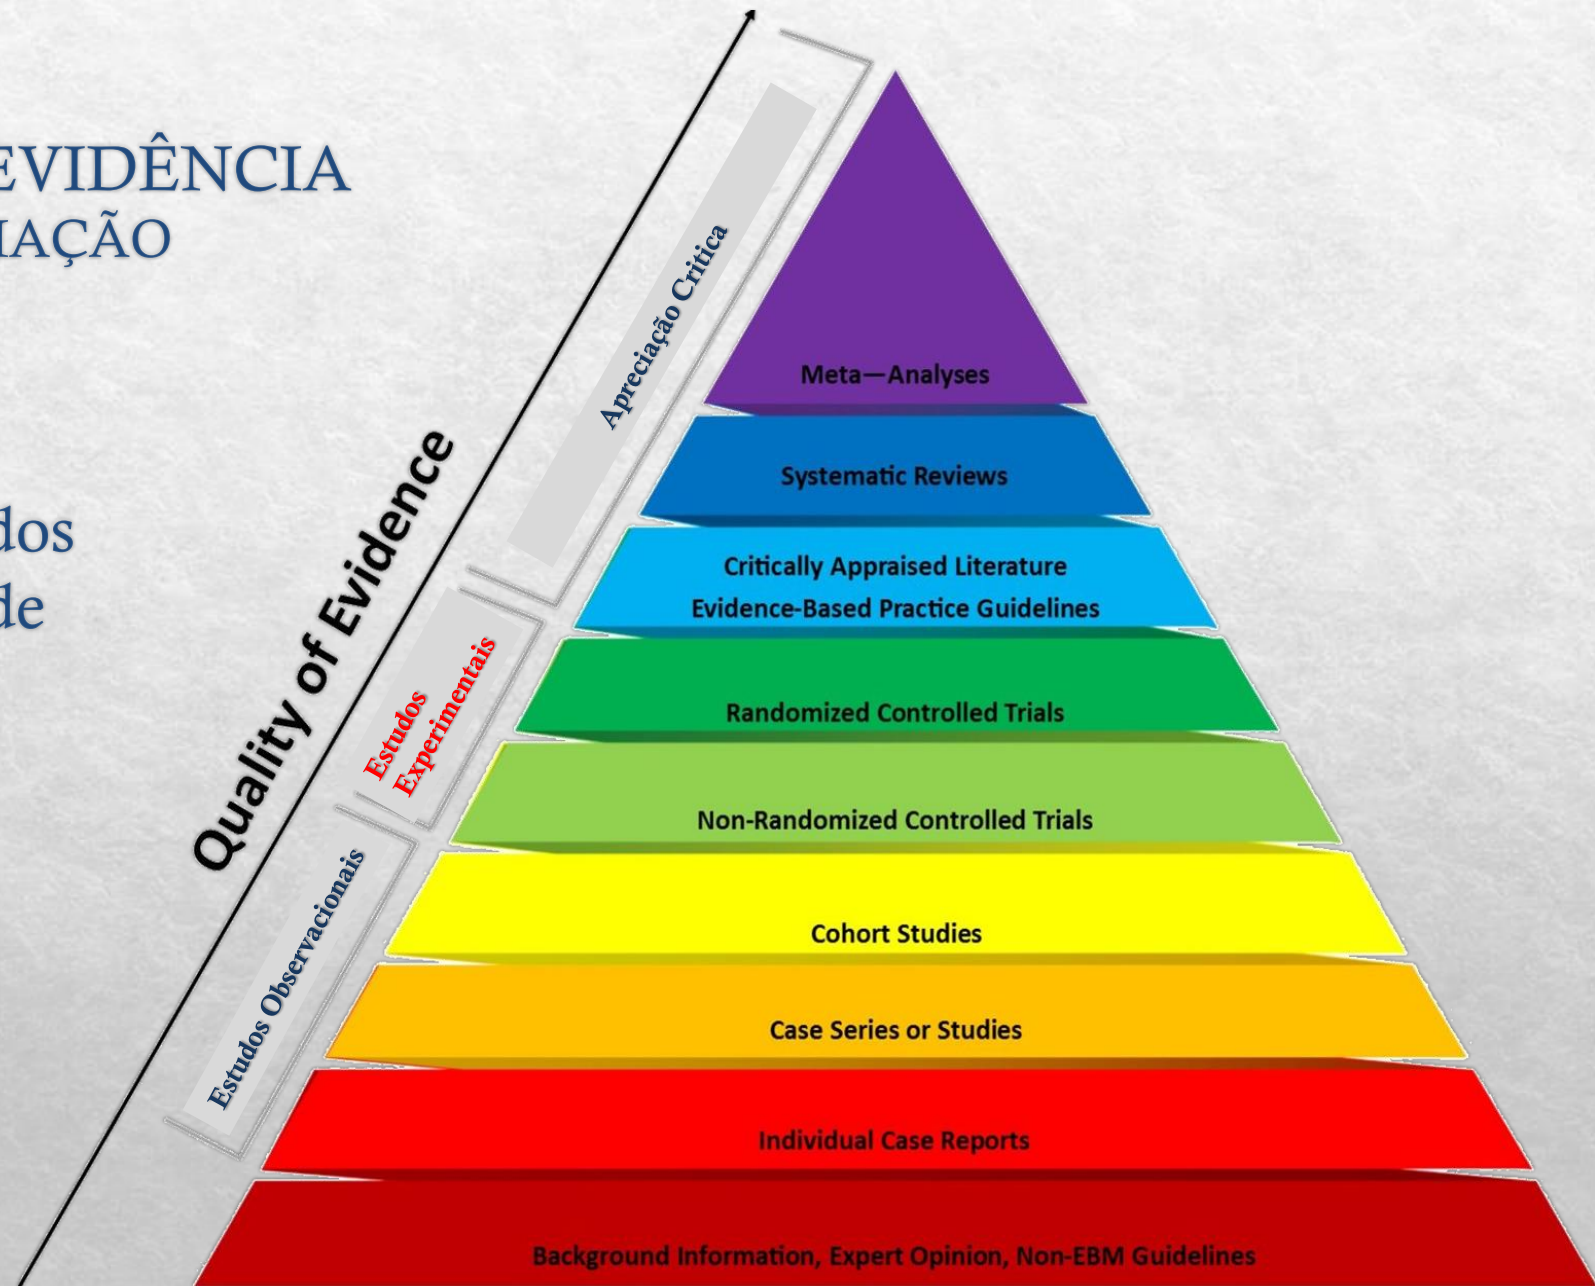 EVIDÊNCIA
IAÇÃO
dos
de
Quality of Evidence
Apreciação Critica
Estudos
Experimentais
Estudos Observacionais
Meta—Analyses
Systematic Reviews
Critically Appraised Literature
Evidence-Based Practice Guidelines
Randomized Controlled Trials
Non-Randomized Controlled Trials
Cohort Studies
Case Series or Studies
Individual Case Reports
Background Information, Expert Opinion, Non-EBM Guidelines